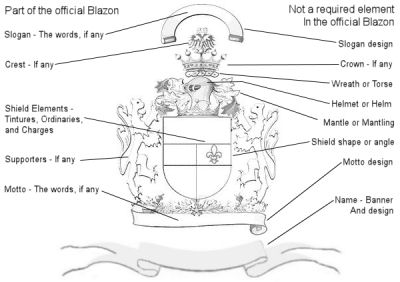 Part of the official Blazon
Slogan - The words, if any
Crest - If any
Shield Elements -
Tintures, Ordinaries,
and Charges
Supporters - If any
Motto - The words, if any
Not a required element
In the official Blazon
Slogan design
Crown - If any
Wreath or Torse
Helmet or Helm
Mantle or Mantling
Shield shape or angle
Motto design
Name - Banner
And design